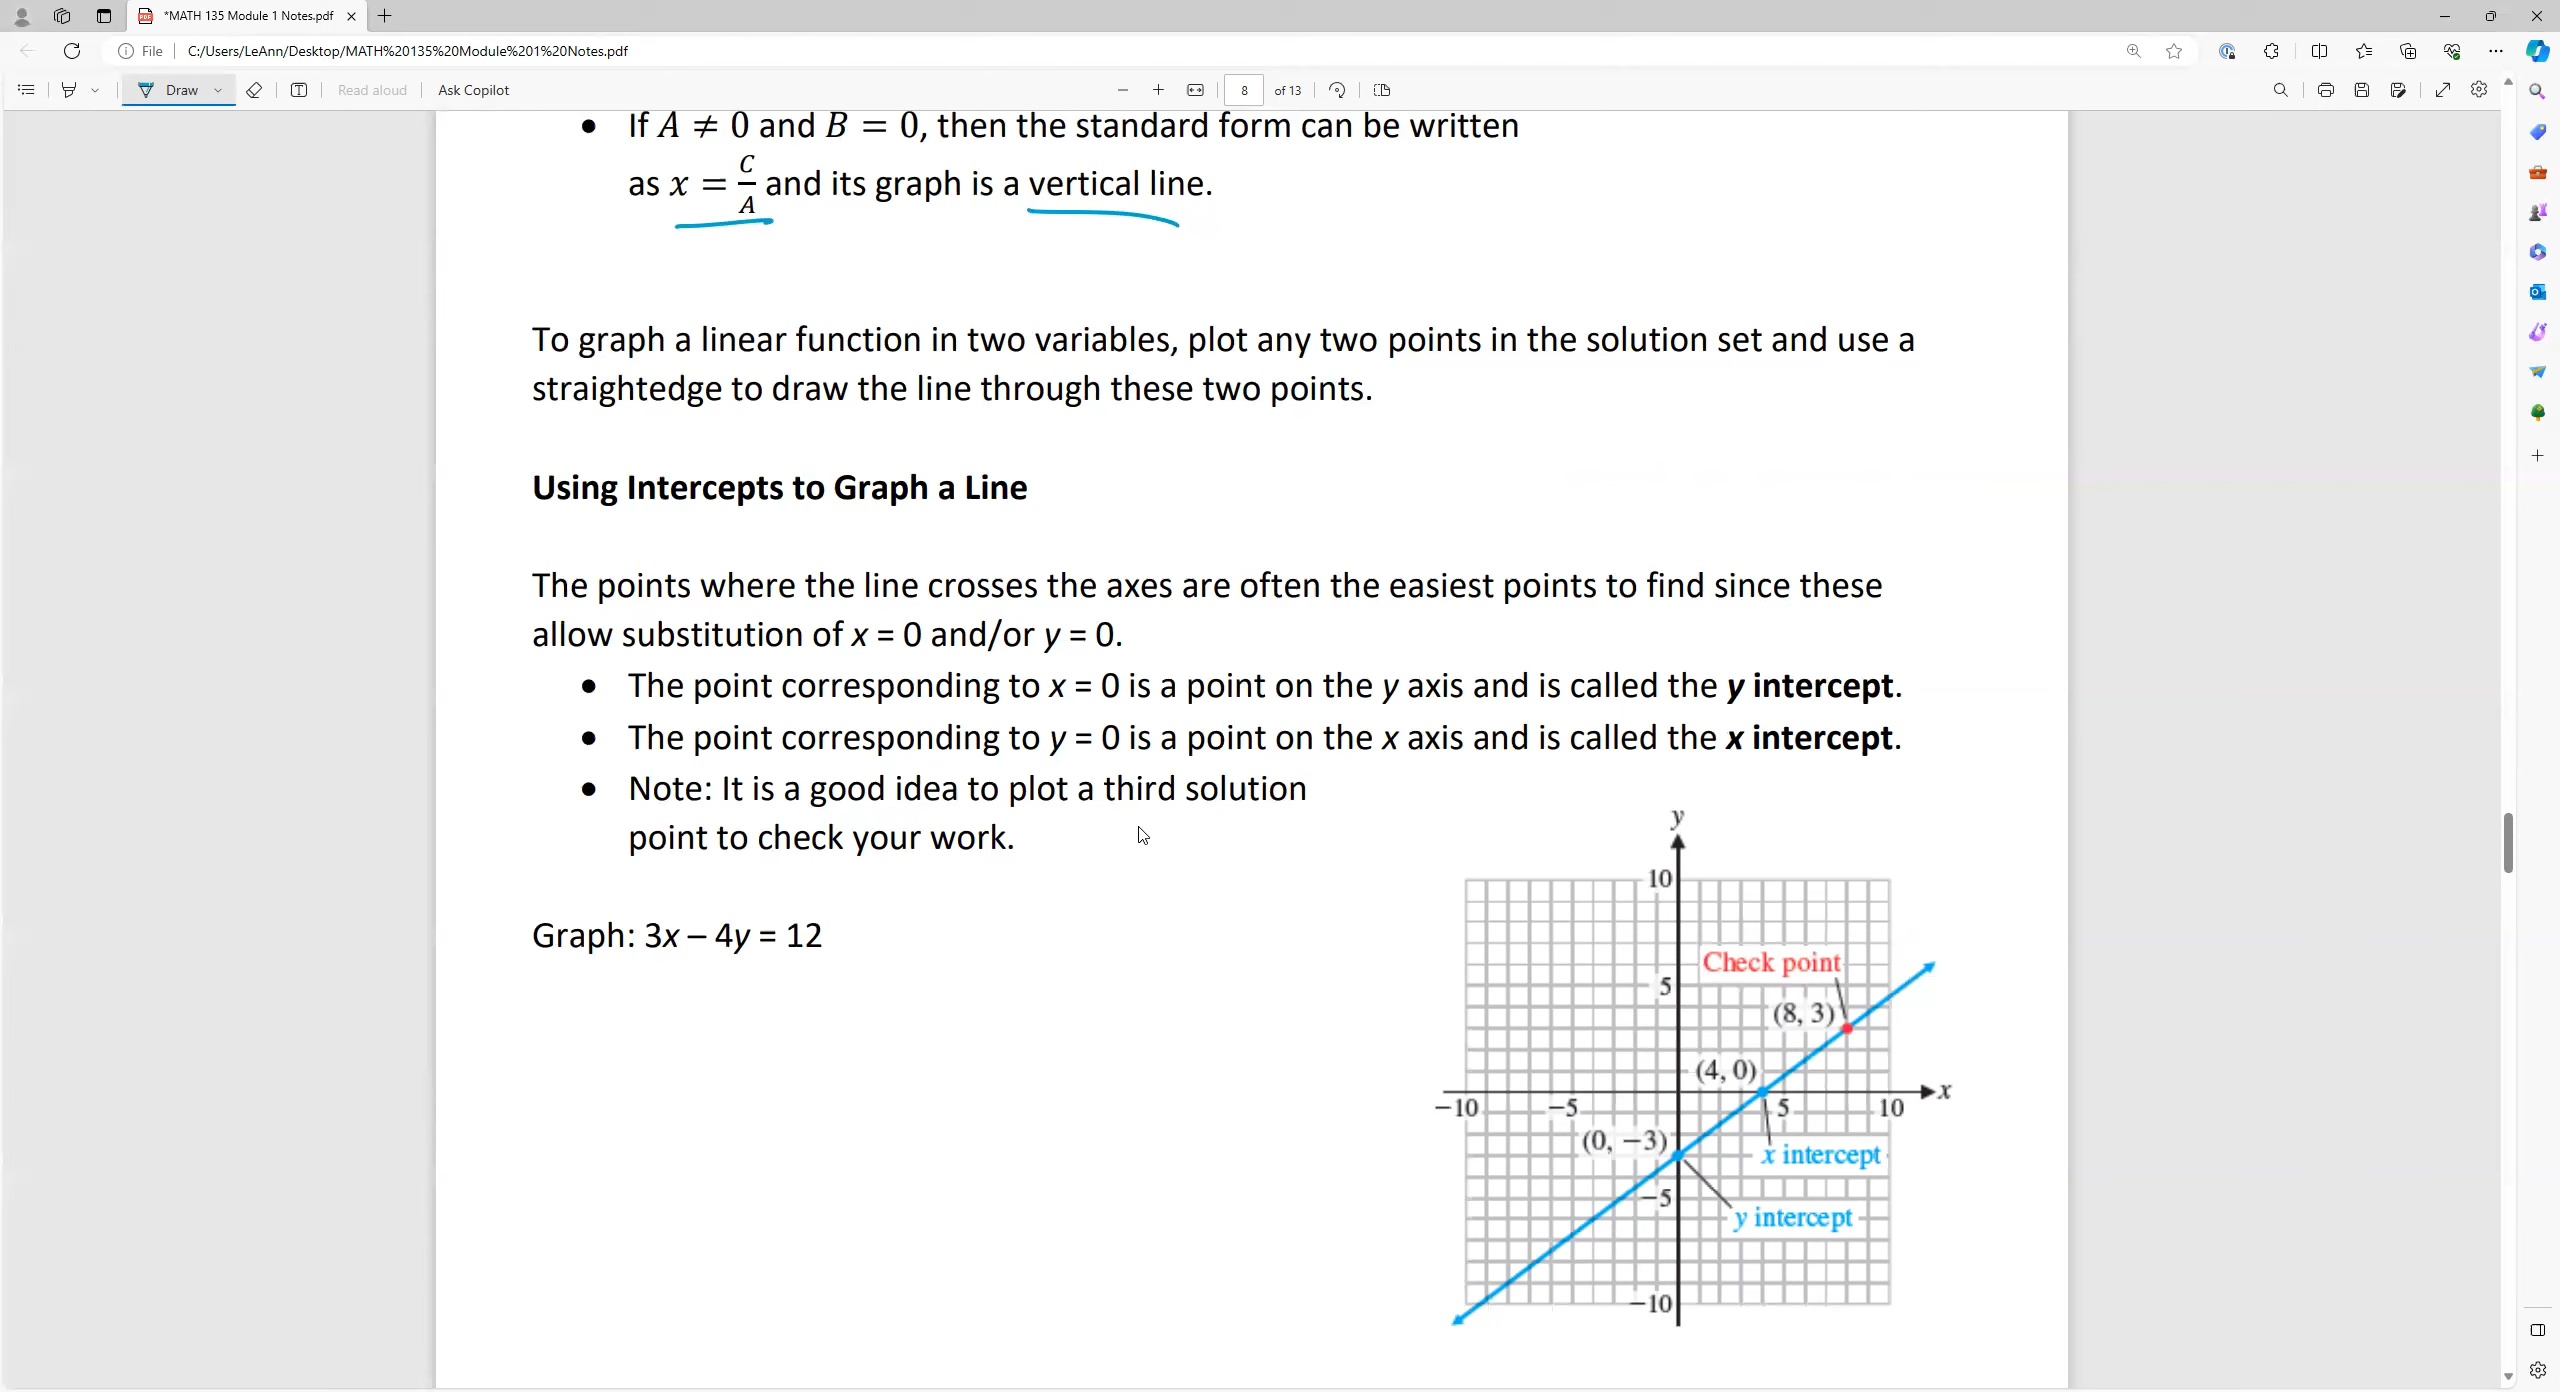 *MATH 135 Module 1 Notes.pdf
File C:/Users/LeAnn/Desktop/MATH%20135%20Module%201%20Notes.pdf
Draw Read aloud Ask Copilot 8 of 13
• If A ≠ 0 and B = 0, then the standard form can be written
as x = C/A and its graph is a vertical line.
To graph a linear function in two variables, plot any two points in the solution set and use a
straightedge to draw the line through these two points.
Using Intercepts to Graph a Line
The points where the line crosses the axes are often the easiest points to find since these
allow substitution of x = 0 and/or y = 0.
• The point corresponding to x = 0 is a point on the y axis and is called the y intercept.
• The point corresponding to y = 0 is a point on the x axis and is called the x intercept.
• Note: It is a good idea to plot a third solution
point to check your work.
Graph: 3x – 4y = 12
y
10
Check point
5
(8, 3)
(4, 0)
x
−10 −5 5 10
(0, −3)
x intercept
−5
y intercept
−10